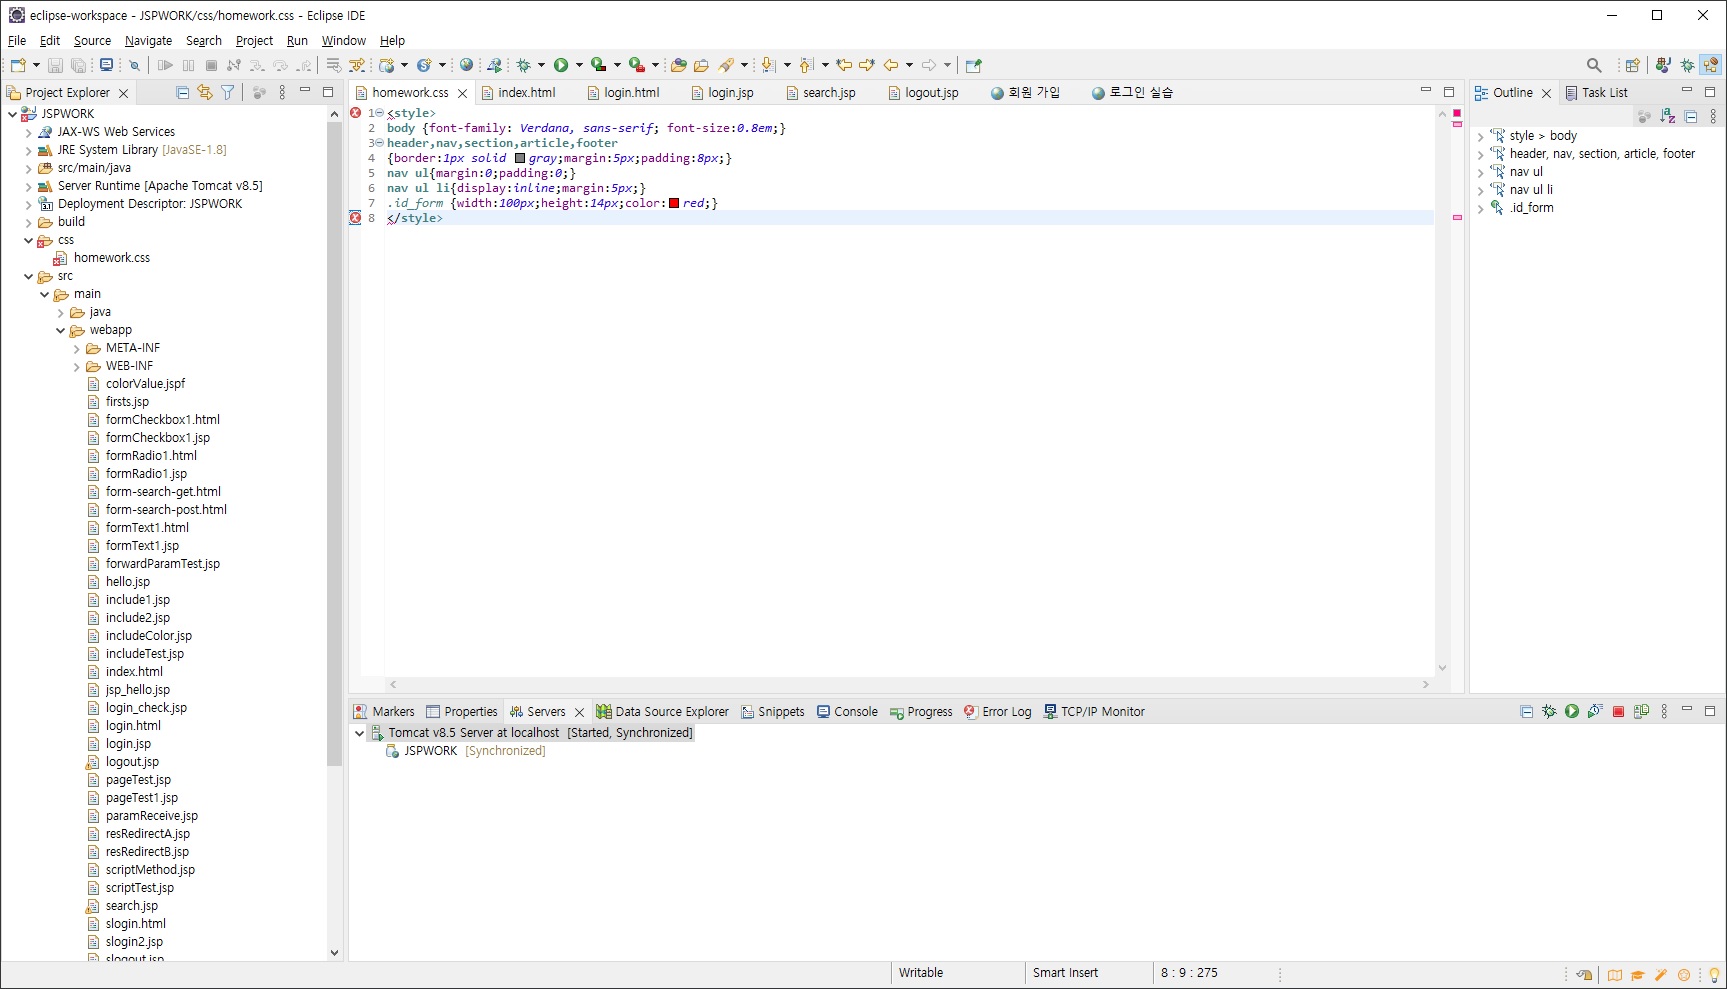 eclipse-workspace - JSPWORK/css/homework.css - Eclipse IDE
File Edit Source Navigate Search Project Run Window Help
Project Explorer
JSPWORK
JAX-WS Web Services
JRE System Library [JavaSE-1.8]
src/main/java
Server Runtime [Apache Tomcat v8.5]
Deployment Descriptor: JSPWORK
build
css
homework.css
src
main
java
webapp
META-INF
WEB-INF
colorValue.jspf
firsts.jsp
formCheckbox1.html
formCheckbox1.jsp
formRadio1.html
formRadio1.jsp
form-search-get.html
form-search-post.html
formText1.html
formText1.jsp
forwardParamTest.jsp
hello.jsp
include1.jsp
include2.jsp
includeColor.jsp
includeTest.jsp
index.html
jsp_hello.jsp
login_check.jsp
login.html
login.jsp
logout.jsp
pageTest.jsp
pageTest1.jsp
paramReceive.jsp
resRedirectA.jsp
resRedirectB.jsp
scriptMethod.jsp
scriptTest.jsp
search.jsp
slogin.html
slogin2.jsp
slogout.jsp
homework.css index.html login.html login.jsp search.jsp logout.jsp 회원 가입 로그인 실습
1 <style>
2 body {font-family: Verdana, sans-serif; font-size:0.8em;}
3 header,nav,section,article,footer
4 {border:1px solid gray;margin:5px;padding:8px;}
5 nav ul{margin:0;padding:0;}
6 nav ul li{display:inline;margin:5px;}
7 .id_form {width:100px;height:14px;color:red;}
8 </style>
Outline Task List
style > body
header, nav, section, article, footer
nav ul
nav ul li
.id_form
Markers Properties Servers Data Source Explorer Snippets Console Progress Error Log TCP/IP Monitor
Tomcat v8.5 Server at localhost [Started, Synchronized]
JSPWORK [Synchronized]
Writable Smart Insert 8 : 9 : 275